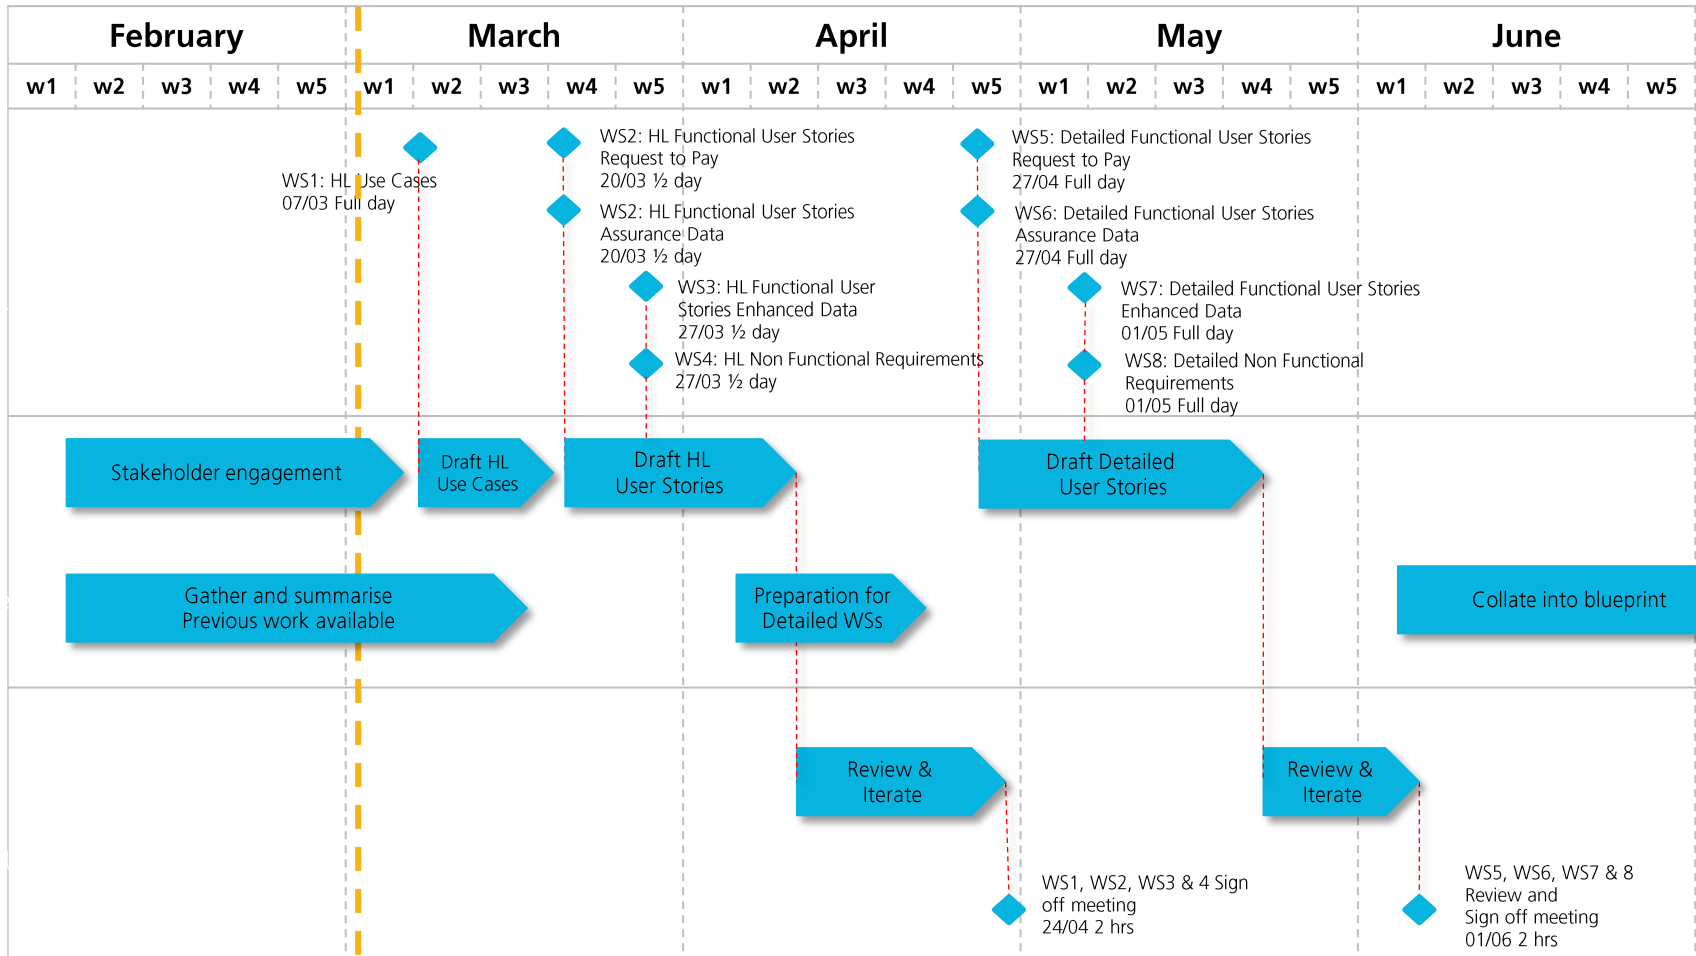 February March April May June
w1 w2 w3 w4 w5 w1 w2 w3 w4 w5 w1 w2 w3 w4 w5 w1 w2 w3 w4 w5 w1 w2 w3 w4 w5
WS1: HL Use Cases
07/03 Full day
WS2: HL Functional User Stories
Request to Pay
20/03 ½ day
WS2: HL Functional User Stories
Assurance Data
20/03 ½ day
WS3: HL Functional User
Stories Enhanced Data
27/03 ½ day
WS4: HL Non Functional Requirements
27/03 ½ day
WS5: Detailed Functional User Stories
Request to Pay
27/04 Full day
WS6: Detailed Functional User Stories
Assurance Data
27/04 Full day
WS7: Detailed Functional User Stories
Enhanced Data
01/05 Full day
WS8: Detailed Non Functional
Requirements
01/05 Full day
Stakeholder engagement
Draft HL
Use Cases
Draft HL
User Stories
Draft Detailed
User Stories
Gather and summarise
Previous work available
Preparation for
Detailed WSs
Collate into blueprint
Review &
Iterate
Review &
Iterate
WS1, WS2, WS3 & 4 Sign
off meeting
24/04 2 hrs
WS5, WS6, WS7 & 8
Review and
Sign off meeting
01/06 2 hrs